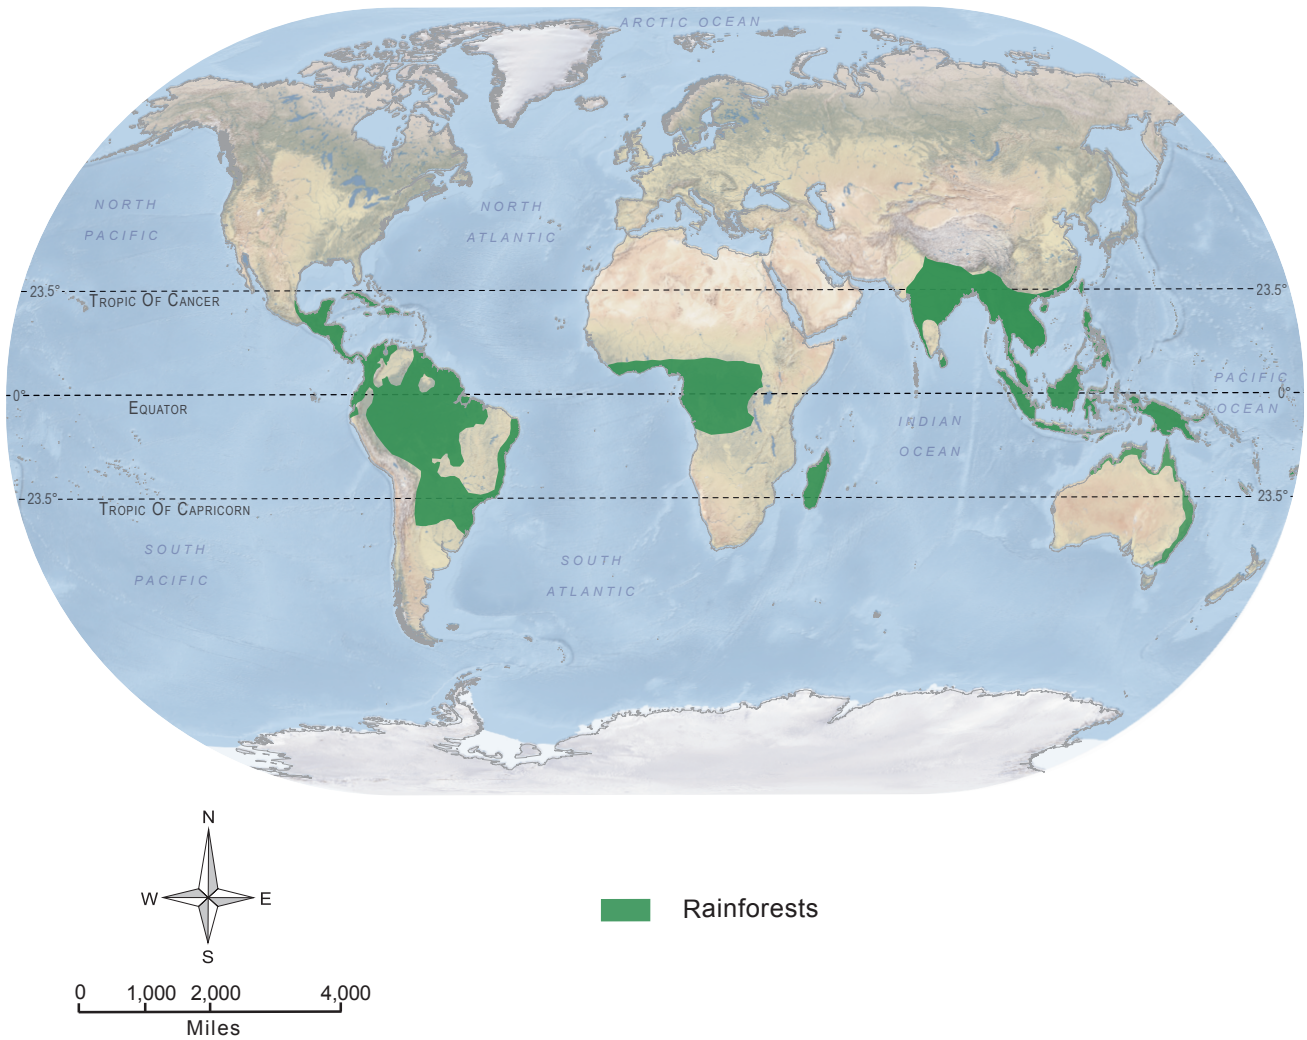 ARCTIC OCEAN
NORTH
PACIFIC
NORTH
ATLANTIC
23.5°
TROPIC OF CANCER
23.5°
0°
EQUATOR
0°
PACIFIC
OCEAN
INDIAN
OCEAN
23.5°
TROPIC OF CAPRICORN
23.5°
SOUTH
PACIFIC
SOUTH
ATLANTIC
N
W
E
S
Rainforests
0 1,000 2,000 4,000
Miles